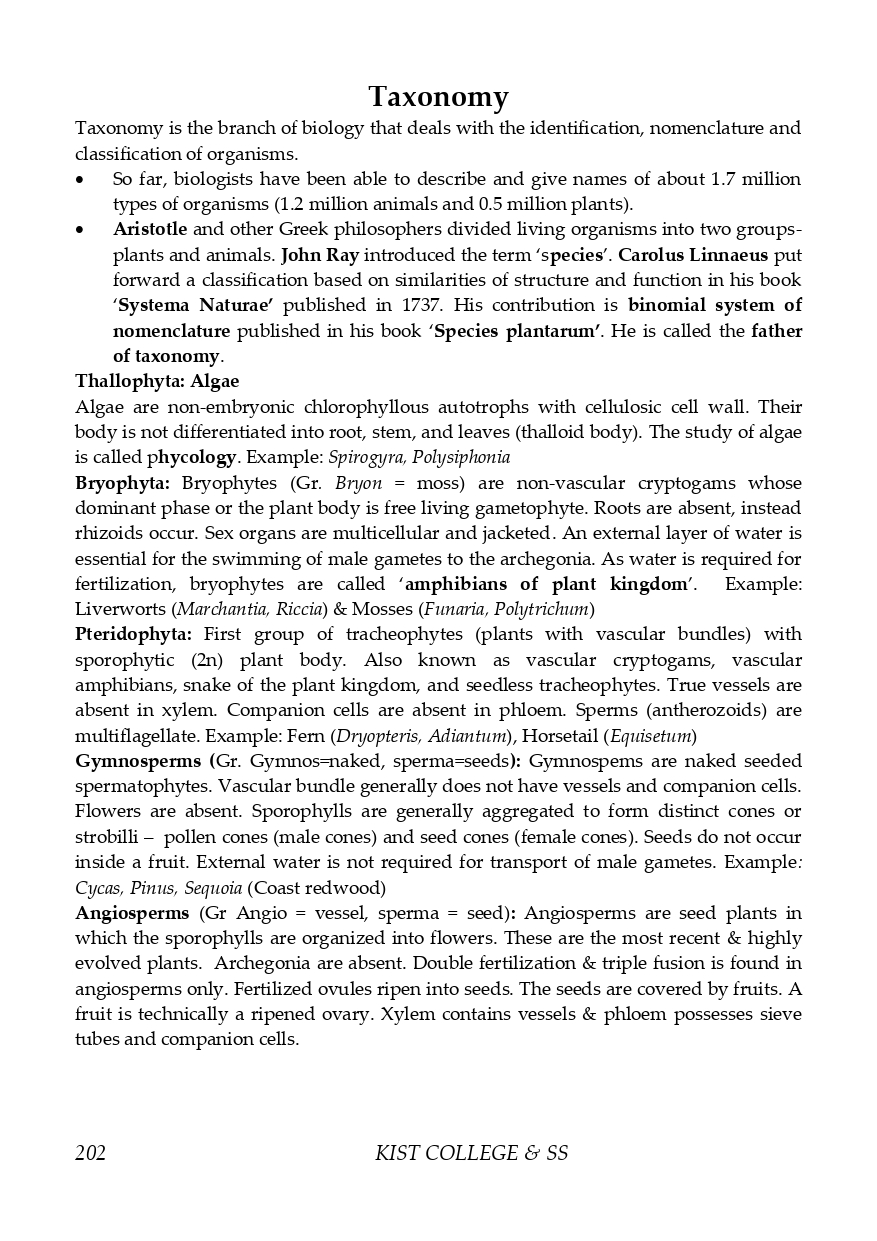 Taxonomy
Taxonomy is the branch of biology that deals with the identification, nomenclature and
classification of organisms.
• So far, biologists have been able to describe and give names of about 1.7 million
types of organisms (1.2 million animals and 0.5 million plants).
• Aristotle and other Greek philosophers divided living organisms into two groups-
plants and animals. John Ray introduced the term ‘species’. Carolus Linnaeus put
forward a classification based on similarities of structure and function in his book
‘Systema Naturae’ published in 1737. His contribution is binomial system of
nomenclature published in his book ‘Species plantarum’. He is called the father
of taxonomy.
Thallophyta: Algae
Algae are non-embryonic chlorophyllous autotrophs with cellulosic cell wall. Their
body is not differentiated into root, stem, and leaves (thalloid body). The study of algae
is called phycology. Example: Spirogyra, Polysiphonia
Bryophyta: Bryophytes (Gr. Bryon = moss) are non-vascular cryptogams whose
dominant phase or the plant body is free living gametophyte. Roots are absent, instead
rhizoids occur. Sex organs are multicellular and jacketed. An external layer of water is
essential for the swimming of male gametes to the archegonia. As water is required for
fertilization, bryophytes are called ‘amphibians of plant kingdom’. Example:
Liverworts (Marchantia, Riccia) & Mosses (Funaria, Polytrichum)
Pteridophyta: First group of tracheophytes (plants with vascular bundles) with
sporophytic (2n) plant body. Also known as vascular cryptogams, vascular
amphibians, snake of the plant kingdom, and seedless tracheophytes. True vessels are
absent in xylem. Companion cells are absent in phloem. Sperms (antherozoids) are
multiflagellate. Example: Fern (Dryopteris, Adiantum), Horsetail (Equisetum)
Gymnosperms (Gr. Gymnos=naked, sperma=seeds): Gymnospems are naked seeded
spermatophytes. Vascular bundle generally does not have vessels and companion cells.
Flowers are absent. Sporophylls are generally aggregated to form distinct cones or
strobilli – pollen cones (male cones) and seed cones (female cones). Seeds do not occur
inside a fruit. External water is not required for transport of male gametes. Example:
Cycas, Pinus, Sequoia (Coast redwood)
Angiosperms (Gr Angio = vessel, sperma = seed): Angiosperms are seed plants in
which the sporophylls are organized into flowers. These are the most recent & highly
evolved plants. Archegonia are absent. Double fertilization & triple fusion is found in
angiosperms only. Fertilized ovules ripen into seeds. The seeds are covered by fruits. A
fruit is technically a ripened ovary. Xylem contains vessels & phloem possesses sieve
tubes and companion cells.
202 KIST COLLEGE & SS